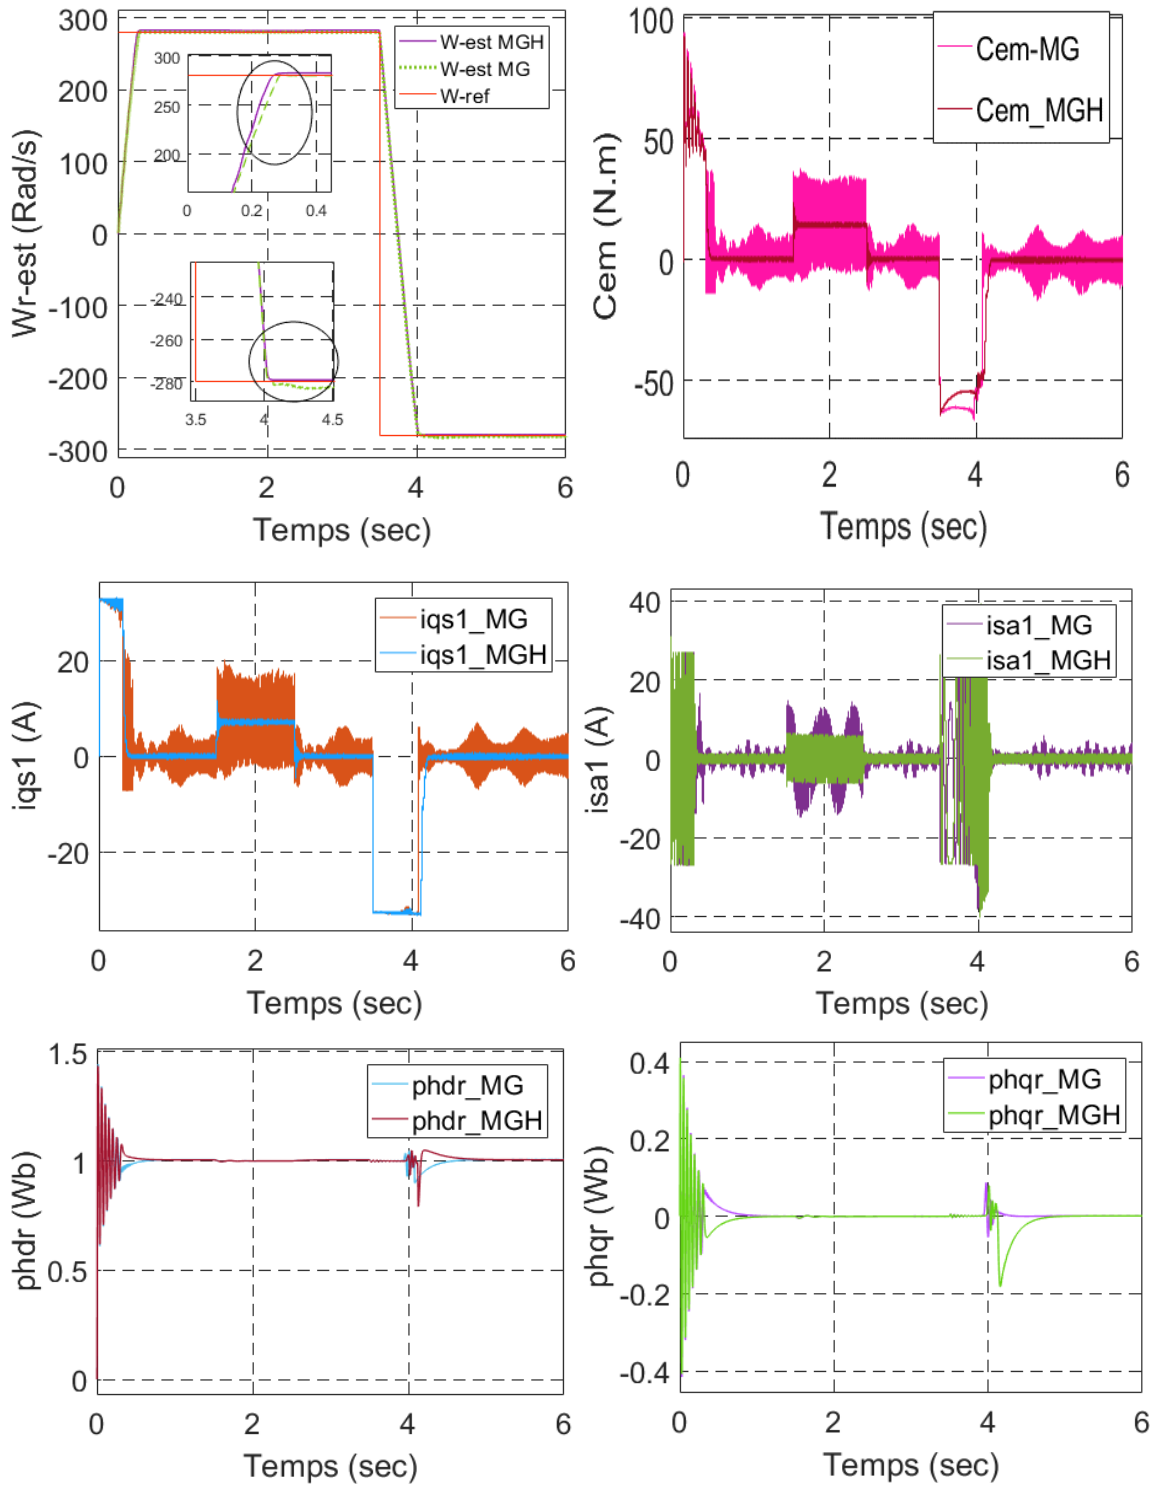 300
200
100
0
-100
-200
-300
Wr-est (Rad/s)
W-est MGH
W-est MG
W-ref
300
250
200
0 0.2 0.4
-240
-260
-280
3.5 4 4.5
0 2 4 6
Temps (sec)
100
50
0
-50
Cem (N.m)
Cem-MG
Cem_MGH
0 2 4 6
Temps (sec)
20
0
-20
iqs1 (A)
iqs1_MG
iqs1_MGH
0 2 4 6
Temps (sec)
40
20
0
-20
-40
isa1 (A)
isa1_MG
isa1_MGH
0 2 4 6
Temps (sec)
1.5
1
0.5
0
phdr (Wb)
phdr_MG
phdr_MGH
0 2 4 6
Temps (sec)
0.4
0.2
0
-0.2
-0.4
phqr (Wb)
phqr_MG
phqr_MGH
0 2 4 6
Temps (sec)